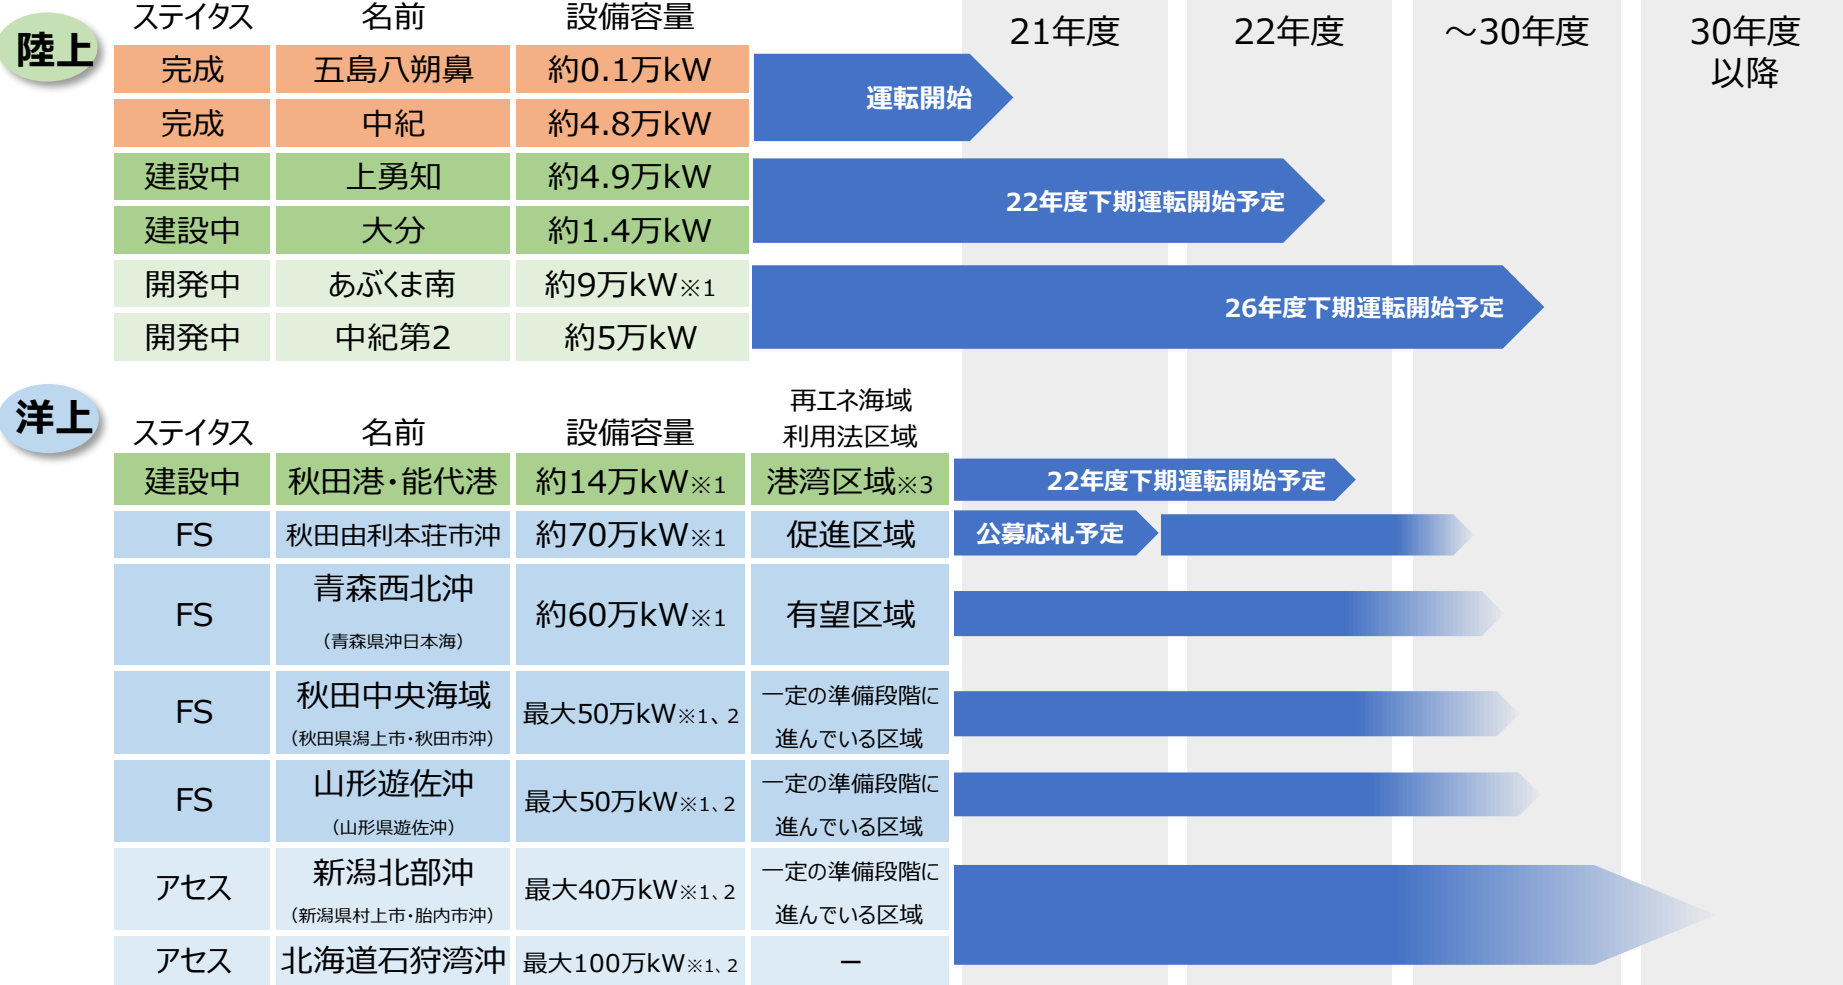 陸上
ステイタス 名前 設備容量 21年度 22年度 ～30年度 30年度
以降
完成 五島八朔鼻 約0.1万kW
運転開始
完成 中紀 約4.8万kW
建設中 上勇知 約4.9万kW
22年度下期運転開始予定
建設中 大分 約1.4万kW
開発中 あぶくま南 約9万kW※1
26年度下期運転開始予定
開発中 中紀第2 約5万kW
洋上
ステイタス 名前 設備容量 再エネ海域
利用法区域
建設中 秋田港・能代港 約14万kW※1 港湾区域※3 22年度下期運転開始予定
FS 秋田由利本荘市沖 約70万kW※1 促進区域 公募応札予定
FS 青森西北沖 約60万kW※1 有望区域
（青森県沖日本海）
FS 秋田中央海域 最大50万kW※1、2 一定の準備段階に
（秋田県潟上市・秋田市沖） 進んでいる区域
FS 山形遊佐沖 最大50万kW※1、2 一定の準備段階に
（山形県遊佐沖） 進んでいる区域
アセス 新潟北部沖 最大40万kW※1、2 一定の準備段階に
（新潟県村上市・胎内市沖） 進んでいる区域
アセス 北海道石狩湾沖 最大100万kW※1、2 －